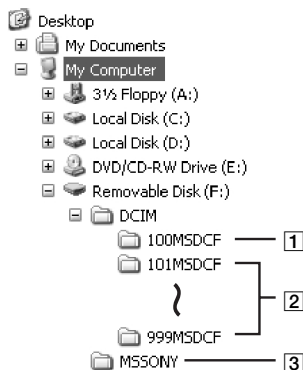 Desktop
My Documents
My Computer
3½ Floppy (A:)
Local Disk (C:)
Local Disk (D:)
DVD/CD-RW Drive (E:)
Removable Disk (F:)
DCIM
100MSDCF 1
101MSDCF
2
999MSDCF
MSSONY 3